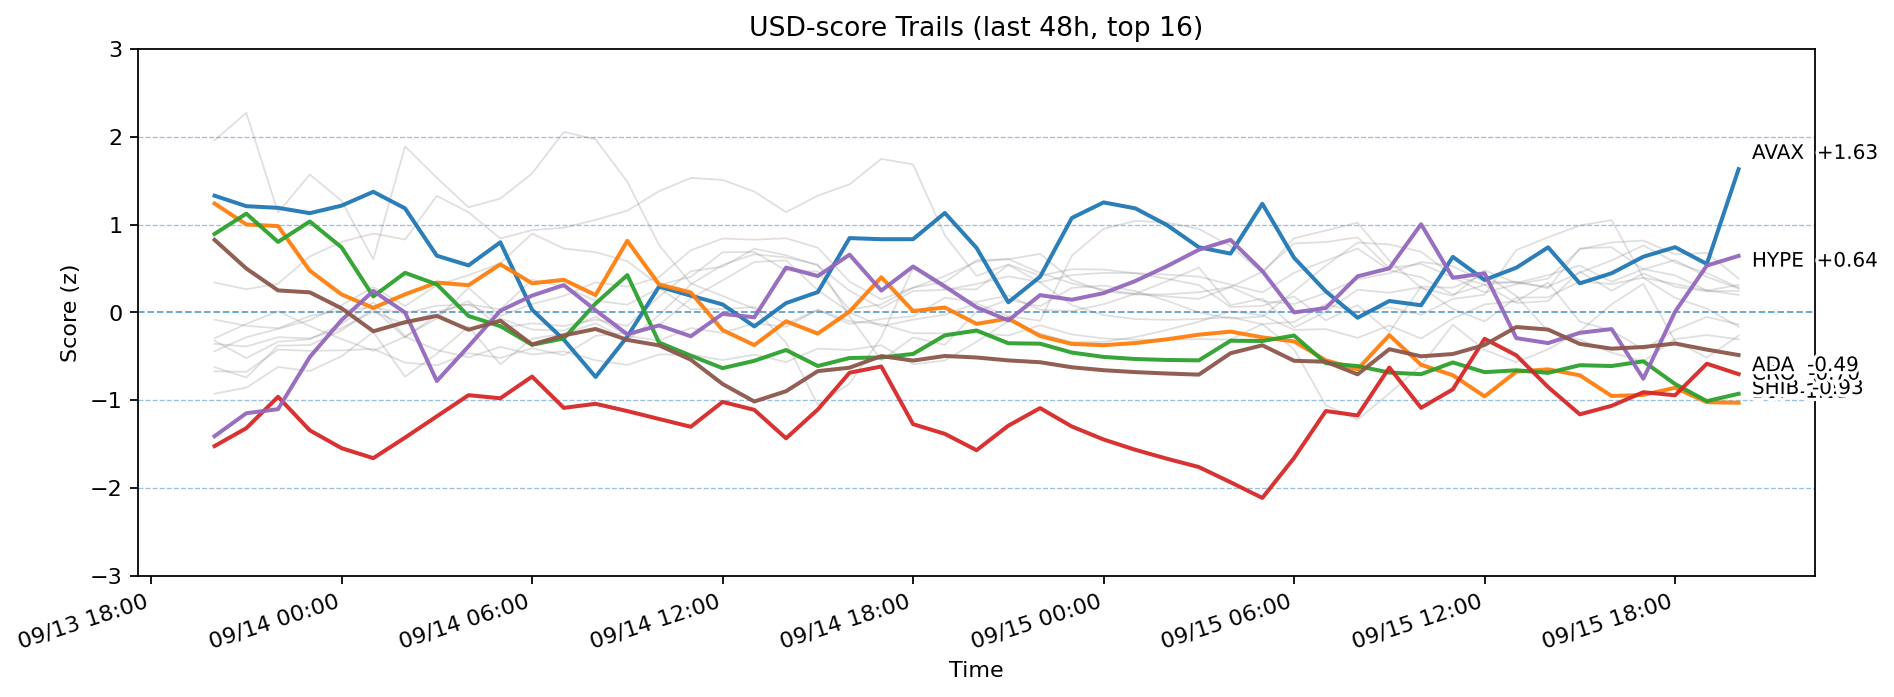 USD-score Trails (last 48h, top 16)
Score (z)
3
2
1
0
−1
−2
−3
AVAX +1.63
HYPE +0.64
ADA -0.49
SHIB -0.93
09/13 18:00
09/14 00:00
09/14 06:00
09/14 12:00
09/14 18:00
09/15 00:00
09/15 06:00
09/15 12:00
09/15 18:00
Time